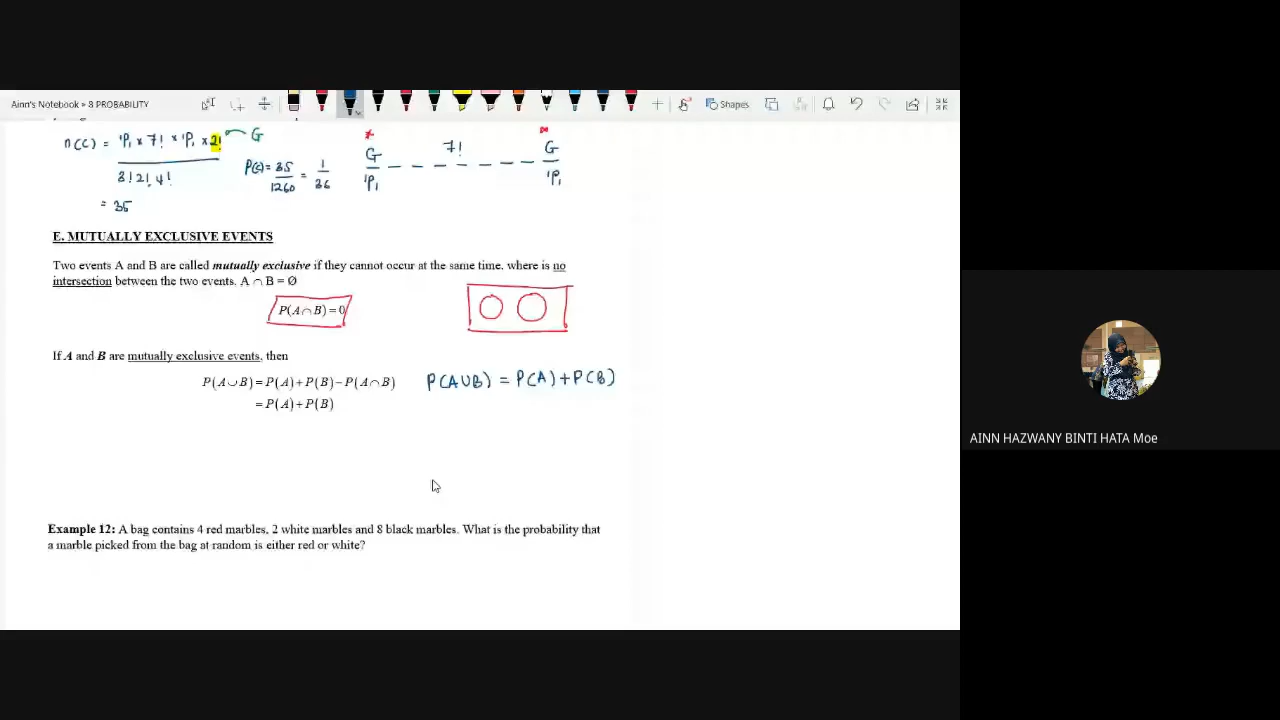 Ainn's Notebook » 8 PROBABILITY
Shapes
n(C) = ¹P₁ × 7! × ¹P₁ × 2! G
3! 2! 4!
= 35
P(C) = 35/1260 = 1/36
* *
G 7! G
¹P₁ ¹P₁
E. MUTUALLY EXCLUSIVE EVENTS
Two events A and B are called mutually exclusive if they cannot occur at the same time, where is no
intersection between the two events, A ∩ B = Ø
P(A∩B) = 0
If A and B are mutually exclusive events, then
P(A∪B) = P(A)+P(B)−P(A∩B) P(A∪B) = P(A)+P(B)
= P(A)+P(B)
AINN HAZWANY BINTI HATA Moe
Example 12: A bag contains 4 red marbles, 2 white marbles and 8 black marbles. What is the probability that
a marble picked from the bag at random is either red or white?